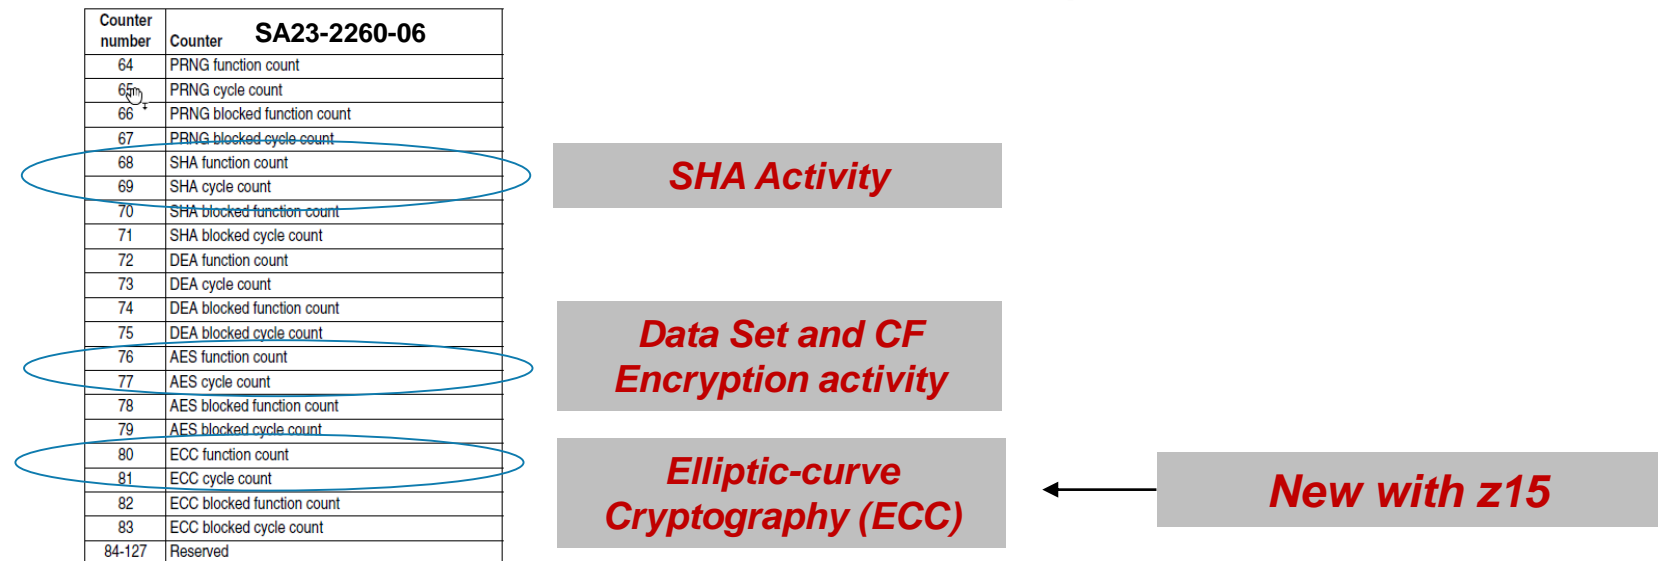 Counter number Counter SA23-2260-06
64 PRNG function count
65 PRNG cycle count
66 PRNG blocked function count
67 PRNG blocked cycle count
68 SHA function count
69 SHA cycle count
70 SHA blocked function count
71 SHA blocked cycle count
72 DEA function count
73 DEA cycle count
74 DEA blocked function count
75 DEA blocked cycle count
76 AES function count
77 AES cycle count
78 AES blocked function count
79 AES blocked cycle count
80 ECC function count
81 ECC cycle count
82 ECC blocked function count
83 ECC blocked cycle count
84-127 Reserved
SHA Activity
Data Set and CF
Encryption activity
Elliptic-curve
Cryptography (ECC)
New with z15